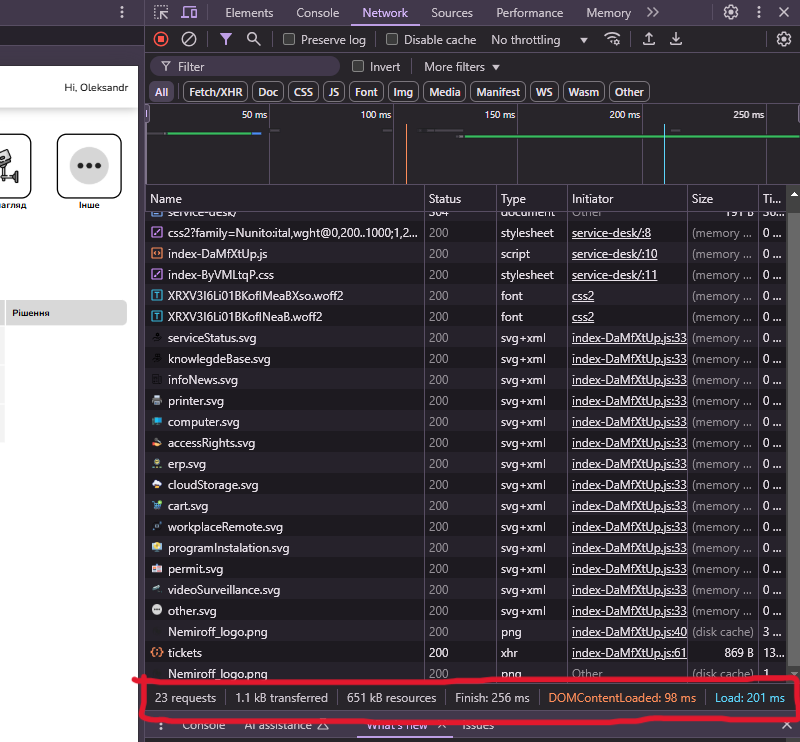 Elements Console Network Sources Performance Memory
Preserve log Disable cache No throttling
Hi, Oleksandr
Filter Invert More filters
All Fetch/XHR Doc CSS JS Font Img Media Manifest WS Wasm Other
50 ms 100 ms 150 ms 200 ms 250 ms
агляд Інше
Рішення
Name Status Type Initiator Size Ti...
service-desk/ 304 document Other 191 B
css2?family=Nunito:ital,wght@0,200..1000;1,2... 200 stylesheet service-desk/:8 (memory ... 0 ...
index-DaMfXtUp.js 200 script service-desk/:10 (memory ... 0 ...
index-ByVMLtqP.css 200 stylesheet service-desk/:11 (memory ... 0 ...
XRXV3I6Li01BKofIMeaBXso.woff2 200 font css2 (memory ... 0 ...
XRXV3I6Li01BKofINeaB.woff2 200 font css2 (memory ... 0 ...
serviceStatus.svg 200 svg+xml index-DaMfXtUp.js:33 (memory ... 0 ...
knowlegdeBase.svg 200 svg+xml index-DaMfXtUp.js:33 (memory ... 0 ...
infoNews.svg 200 svg+xml index-DaMfXtUp.js:33 (memory ... 0 ...
printer.svg 200 svg+xml index-DaMfXtUp.js:33 (memory ... 0 ...
computer.svg 200 svg+xml index-DaMfXtUp.js:33 (memory ... 0 ...
accessRights.svg 200 svg+xml index-DaMfXtUp.js:33 (memory ... 0 ...
erp.svg 200 svg+xml index-DaMfXtUp.js:33 (memory ... 0 ...
cloudStorage.svg 200 svg+xml index-DaMfXtUp.js:33 (memory ... 0 ...
cart.svg 200 svg+xml index-DaMfXtUp.js:33 (memory ... 0 ...
workplaceRemote.svg 200 svg+xml index-DaMfXtUp.js:33 (memory ... 0 ...
programInstalation.svg 200 svg+xml index-DaMfXtUp.js:33 (memory ... 0 ...
permit.svg 200 svg+xml index-DaMfXtUp.js:33 (memory ... 0 ...
videoSurveillance.svg 200 svg+xml index-DaMfXtUp.js:33 (memory ... 0 ...
other.svg 200 svg+xml index-DaMfXtUp.js:33 (memory ... 0 ...
Nemiroff_logo.png 200 png index-DaMfXtUp.js:40 (disk cache) 3 ...
tickets 200 xhr index-DaMfXtUp.js:61 869 B 13...
Nemiroff_logo.png 200 png Other (disk cache) 1
23 requests 1.1 kB transferred 651 kB resources Finish: 256 ms DOMContentLoaded: 98 ms Load: 201 ms
Console AI assistance What's new Issues